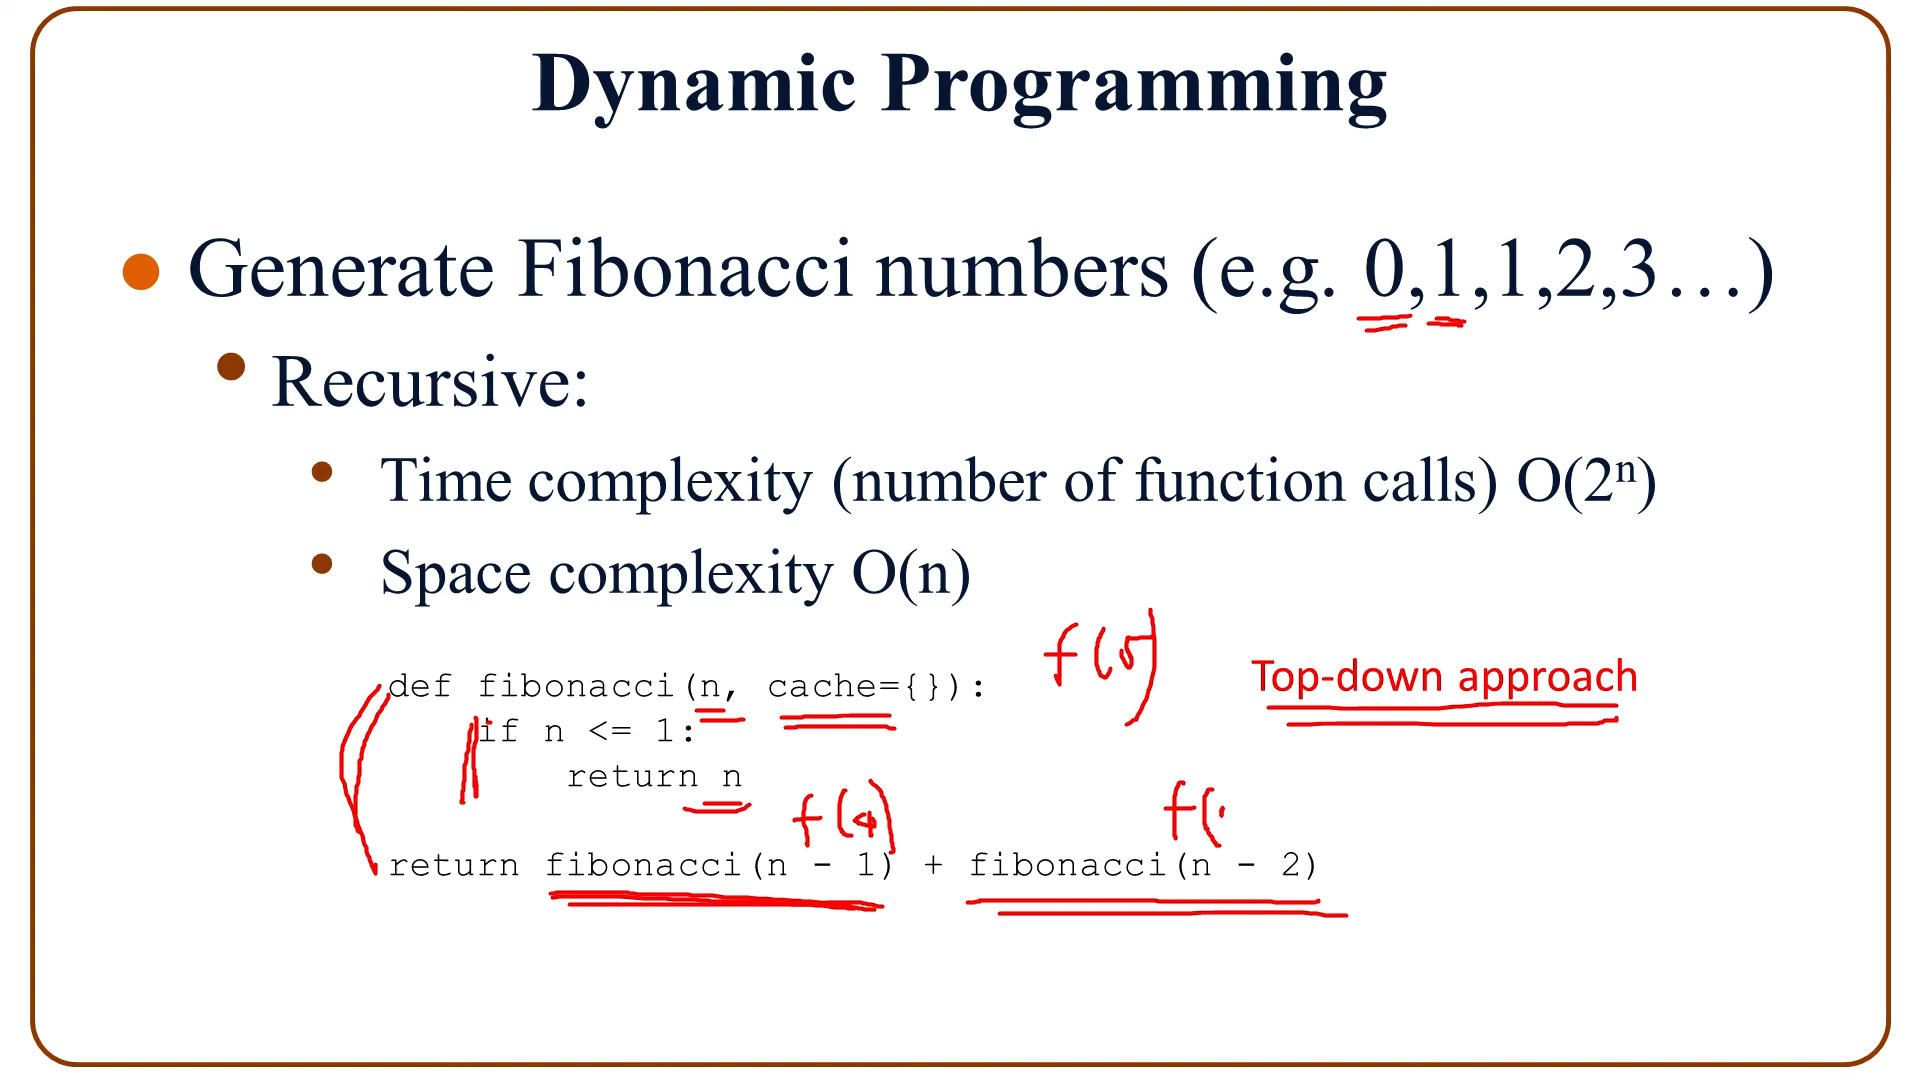 Dynamic Programming
Generate Fibonacci numbers (e.g. 0,1,1,2,3…)
Recursive:
Time complexity (number of function calls) O(2ⁿ)
Space complexity O(n)
f(5)
Top-down approach
def fibonacci(n, cache={}):
if n <= 1:
return n
f(4) f(
return fibonacci(n - 1) + fibonacci(n - 2)